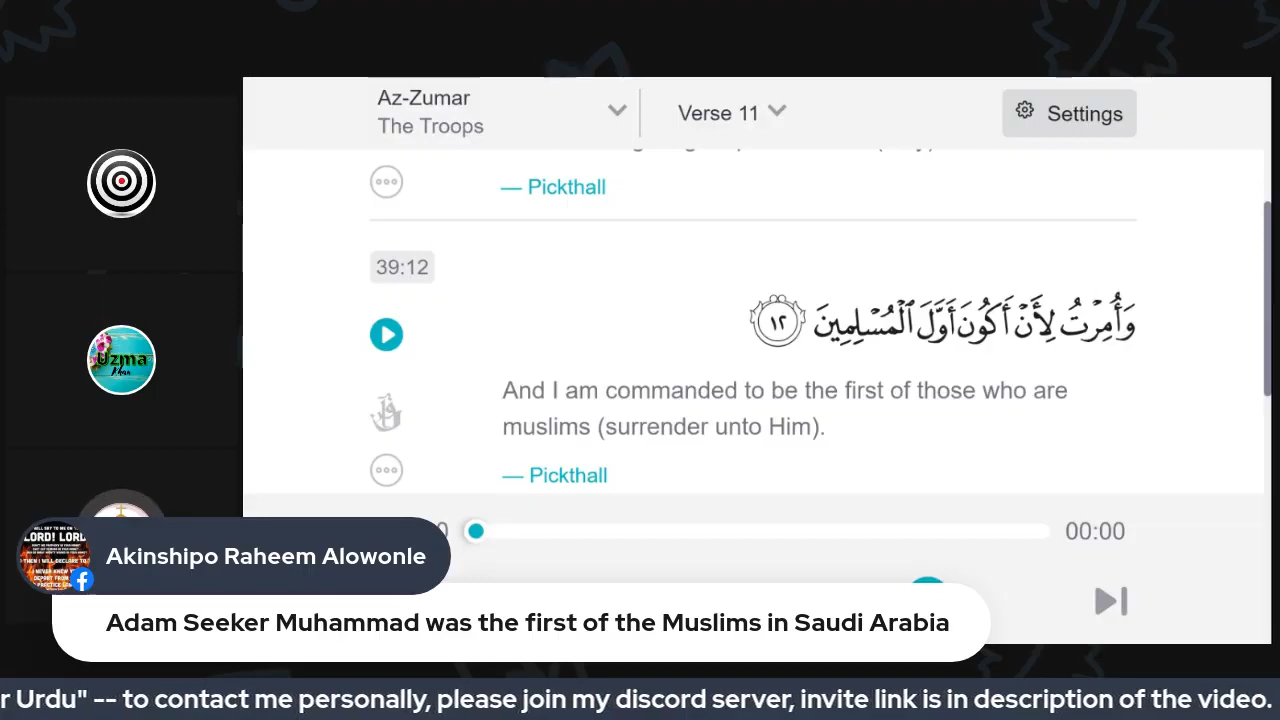 Az-Zumar
The Troops
Verse 11
Settings
— Pickthall
39:12
وَأُمِرْتُ لِأَنْ أَكُونَ أَوَّلَ ٱلْمُسْلِمِينَ ١٢
And I am commanded to be the first of those who are
muslims (surrender unto Him).
— Pickthall
Uzma
00:00
LORD! LORD
Akinshipo Raheem Alowonle
Adam Seeker Muhammad was the first of the Muslims in Saudi Arabia
r Urdu" -- to contact me personally, please join my discord server, invite link is in description of the video.